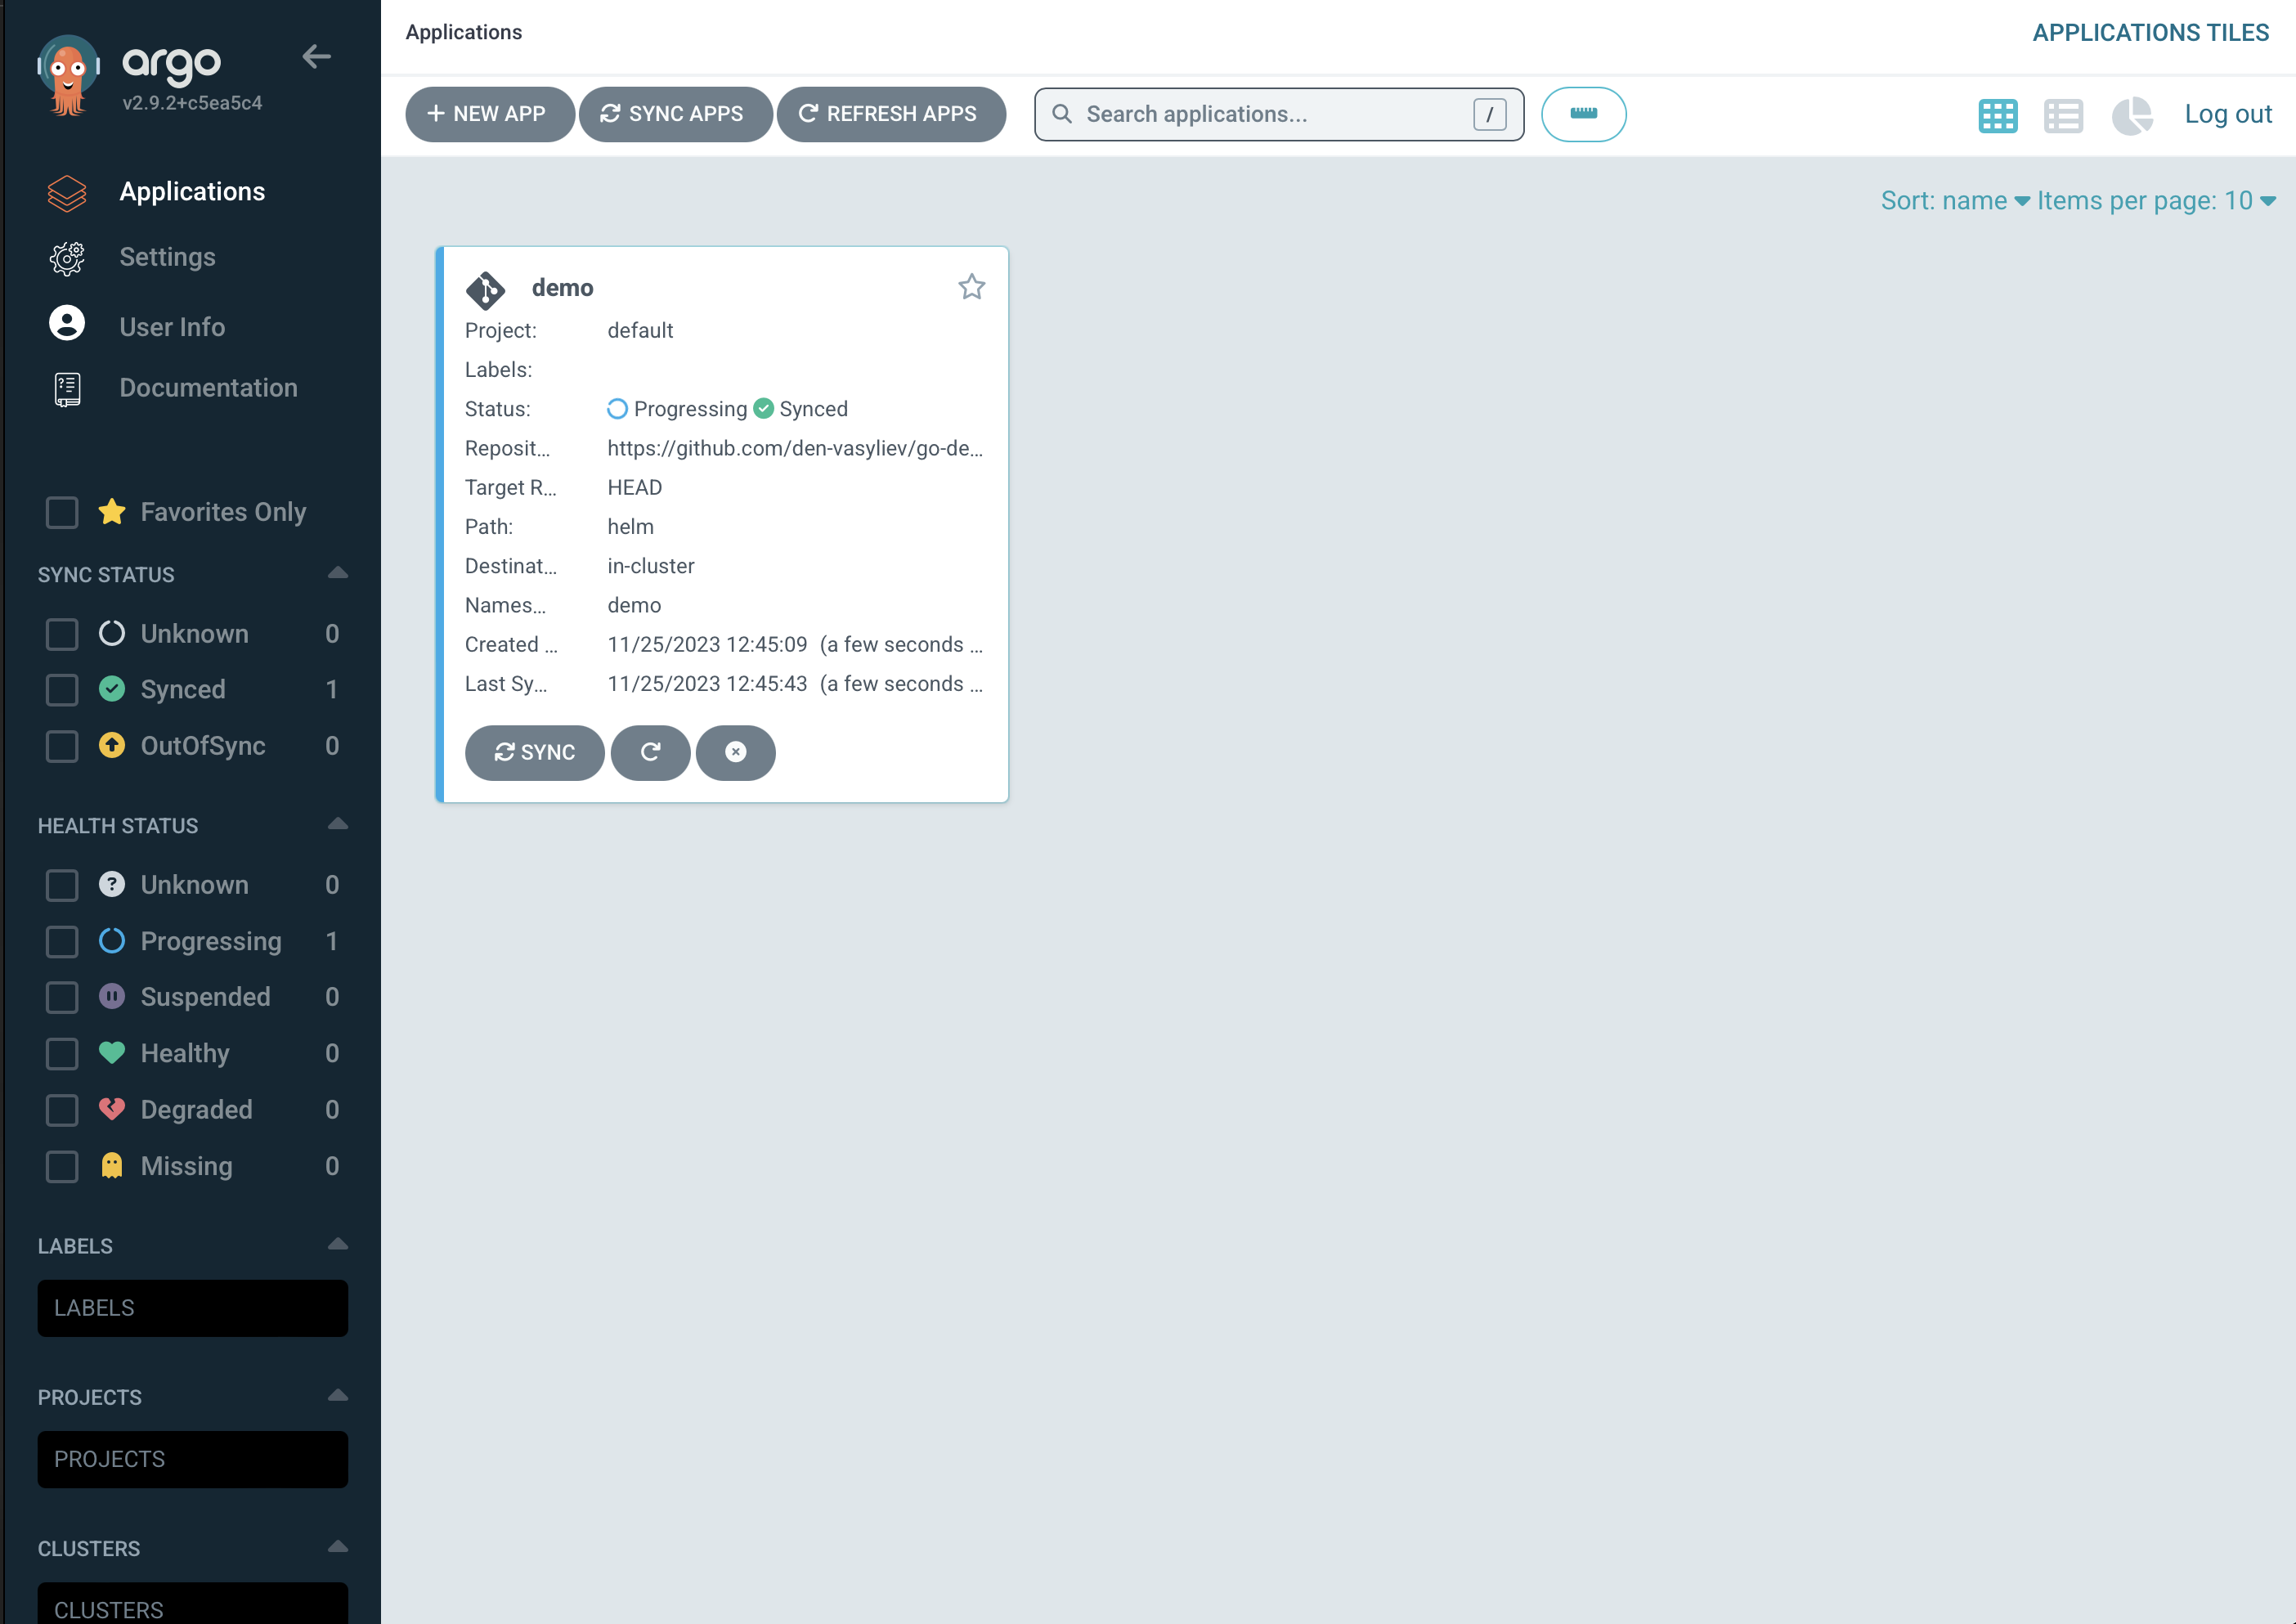 argo
v2.9.2+c5ea5c4
Applications
Settings
User Info
Documentation
Favorites Only
SYNC STATUS
Unknown 0
Synced 1
OutOfSync 0
HEALTH STATUS
Unknown 0
Progressing 1
Suspended 0
Healthy 0
Degraded 0
Missing 0
LABELS
LABELS
PROJECTS
PROJECTS
CLUSTERS
CLUSTERS
Applications
APPLICATIONS TILES
+ NEW APP SYNC APPS REFRESH APPS Search applications... / Log out
Sort: name Items per page: 10
demo
Project: default
Labels:
Status: Progressing Synced
Reposit... https://github.com/den-vasyliev/go-de...
Target R... HEAD
Path: helm
Destinat... in-cluster
Names... demo
Created ... 11/25/2023 12:45:09 (a few seconds ...
Last Sy... 11/25/2023 12:45:43 (a few seconds ...
SYNC